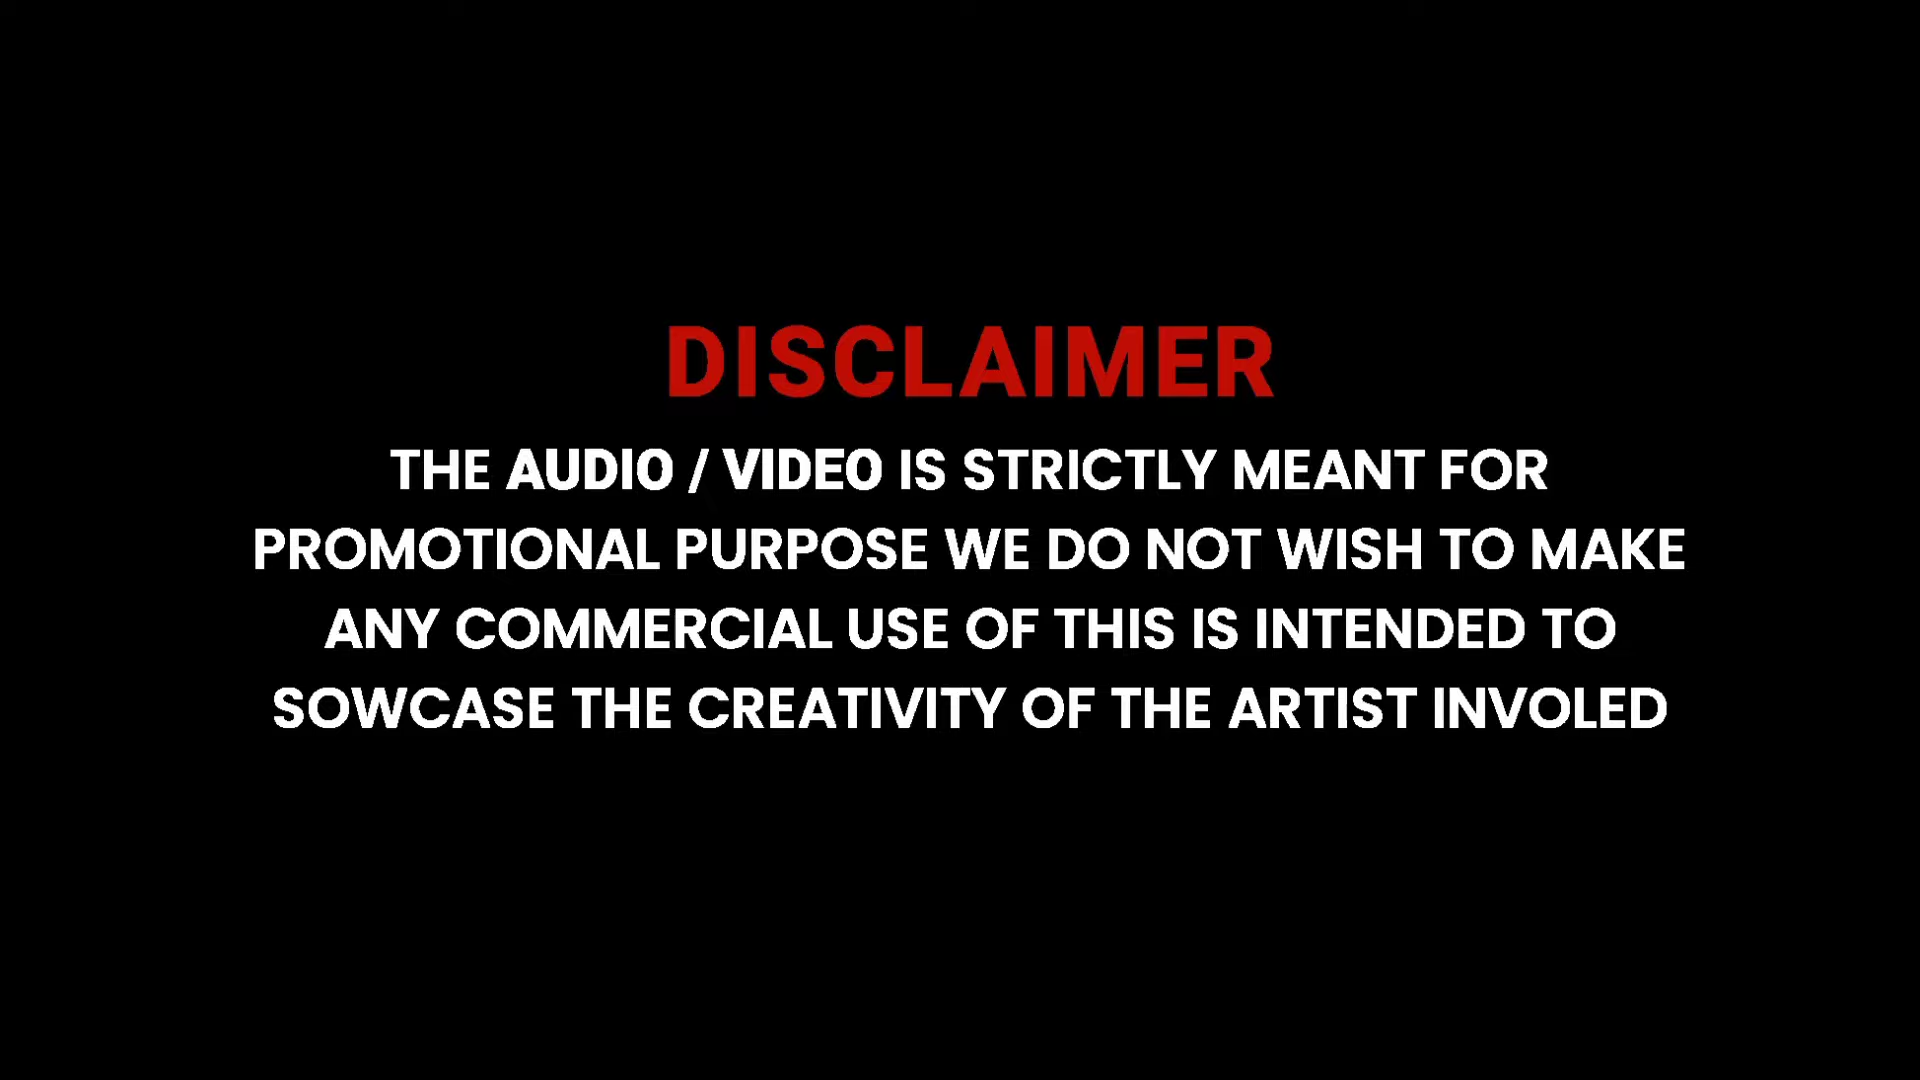 DISCLAIMER
THE AUDIO / VIDEO IS STRICTLY MEANT FOR
PROMOTIONAL PURPOSE WE DO NOT WISH TO MAKE
ANY COMMERCIAL USE OF THIS IS INTENDED TO
SOWCASE THE CREATIVITY OF THE ARTIST INVOLED